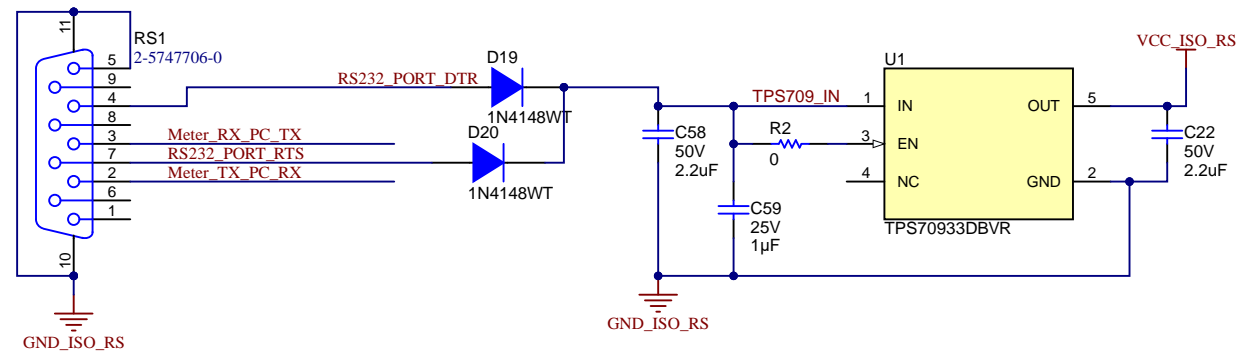 11
RS1
2-5747706-0
5
9
4
8
3
7
2
6
1
10
GND_ISO_RS
RS232_PORT_DTR
Meter_RX_PC_TX
RS232_PORT_RTS
Meter_TX_PC_RX
D19
1N4148WT
D20
1N4148WT
C58
50V
2.2uF
GND_ISO_RS
TPS709_IN
R2
0
C59
25V
1µF
U1
1
IN
3
EN
4
NC
OUT
5
GND
2
TPS70933DBVR
VCC_ISO_RS
C22
50V
2.2uF